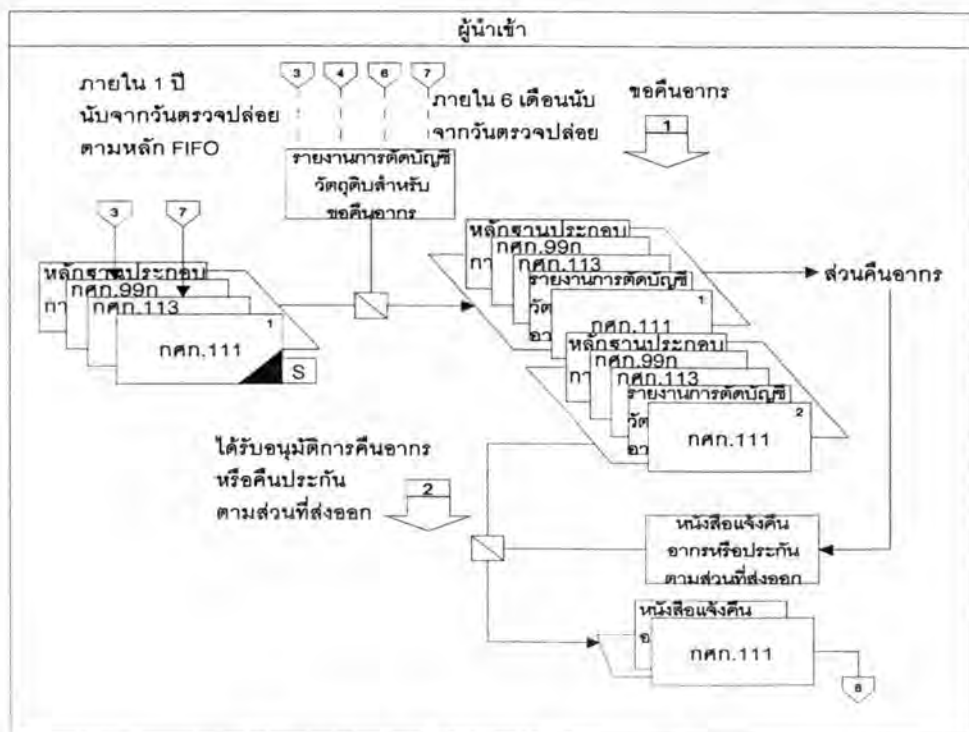 ผู้นำเข้า
ภายใน 1 ปี
นับจากวันตรวจปล่อย
ตามหลัก FIFO
3
4
6
7
ภายใน 6 เดือนนับ
จากวันตรวจปล่อย
ขอคืนอากร
1
รายงานการตัดบัญชี
วัตถุดิบสำหรับ
ขอคืนอากร
3
7
หลักฐานประกอบ
กา
กศก.99ก
กศก.113
1
กศก.111
S
หลักฐานประกอบ
กา
กศก.99ก
กศก.113
รายงานการตัดบัญชี
วัต
อา
1
กศก.111
ส่วนคืนอากร
หลักฐานประกอบ
กา
กศก.99ก
กศก.113
รายงานการตัดบัญชี
วัต
อา
2
กศก.111
ได้รับอนุมัติการคืนอากร
หรือคืนประกัน
ตามส่วนที่ส่งออก
2
หนังสือแจ้งคืน
อากรหรือประกัน
ตามส่วนที่ส่งออก
หนังสือแจ้งคืน
อ
กศก.111
8